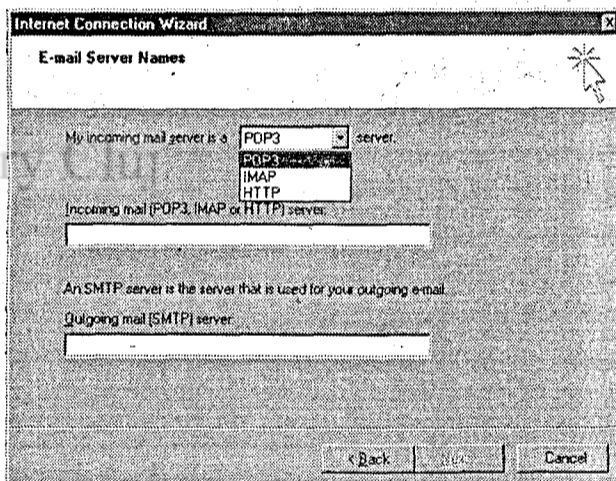 Internet Connection Wizard
E-mail Server Names
My incoming mail server is a POP3 server.
POP3
IMAP
HTTP
Incoming mail (POP3, IMAP or HTTP) server:
An SMTP server is the server that is used for your outgoing e-mail.
Outgoing mail (SMTP) server:
< Back Cancel